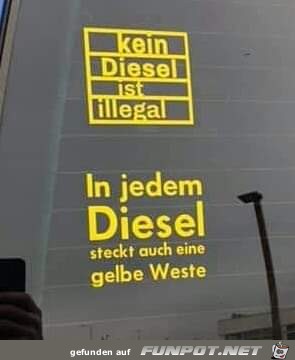 kein
Diesel
ist
illegal
In jedem
Diesel
steckt auch eine
gelbe Weste
gefunden auf FUNPOT.NET